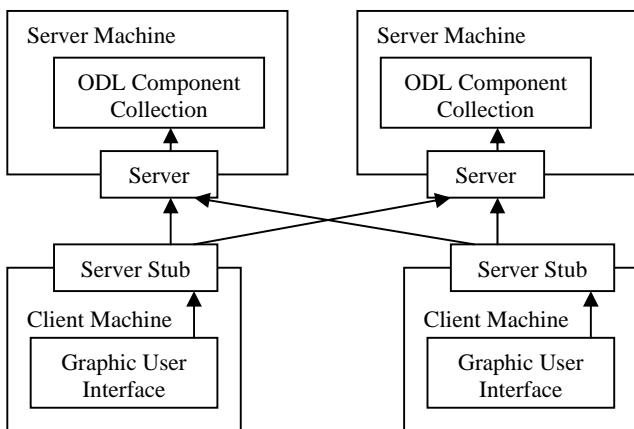 Server Machine
ODL Component
Collection
Server
Server Machine
ODL Component
Collection
Server
Server Stub
Client Machine
Graphic User
Interface
Server Stub
Client Machine
Graphic User
Interface